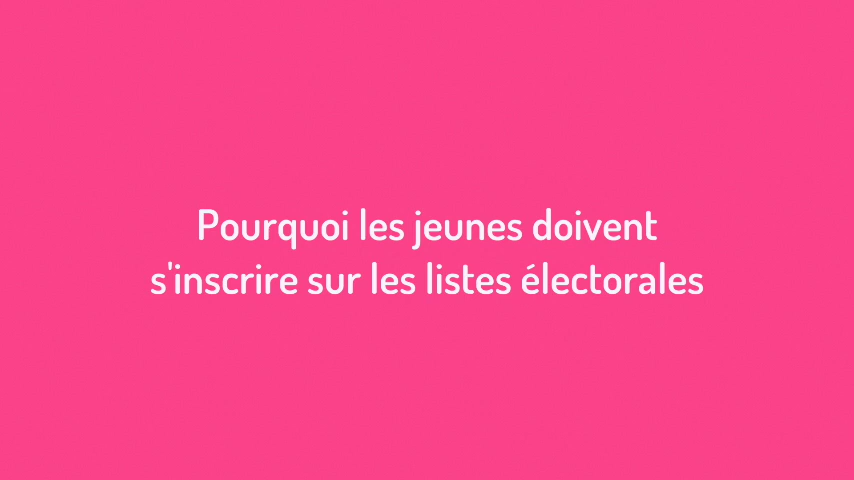 Pourquoi les jeunes doivent
s'inscrire sur les listes électorales